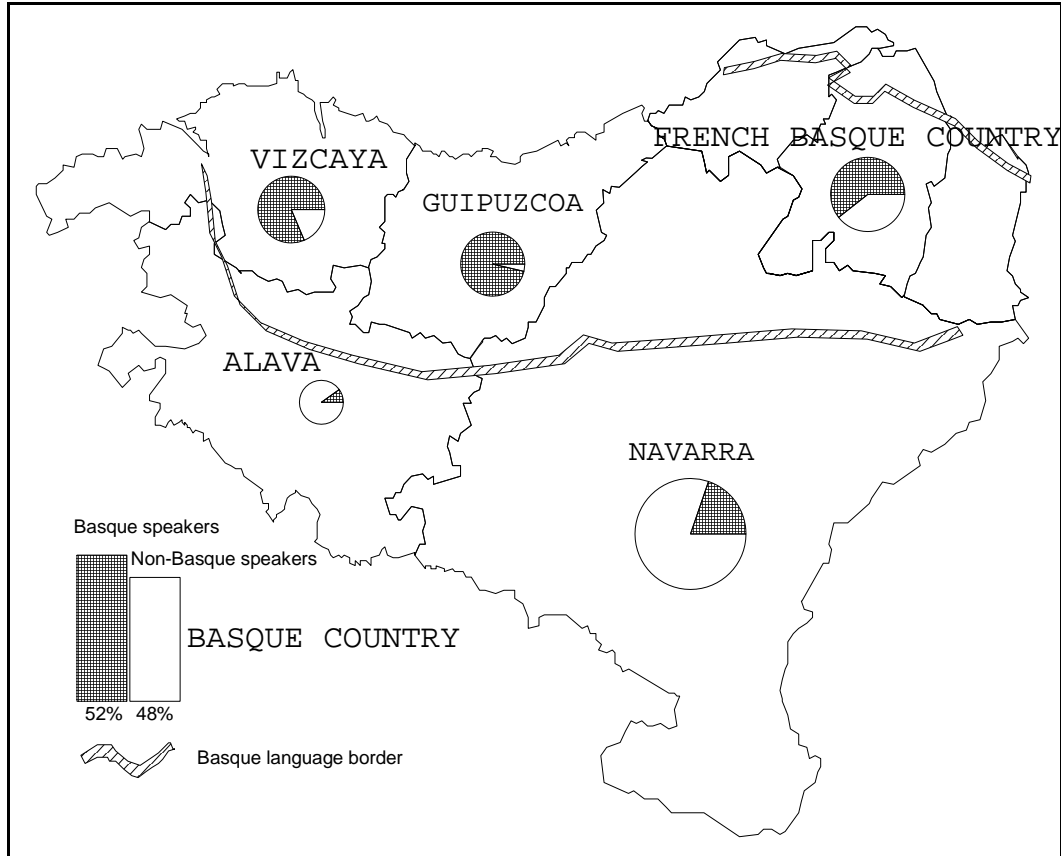 FRENCH BASQUE COUNTRY
VIZCAYA
GUIPUZCOA
ALAVA
NAVARRA
Basque speakers
Non-Basque speakers
BASQUE COUNTRY
52% 48%
Basque language border